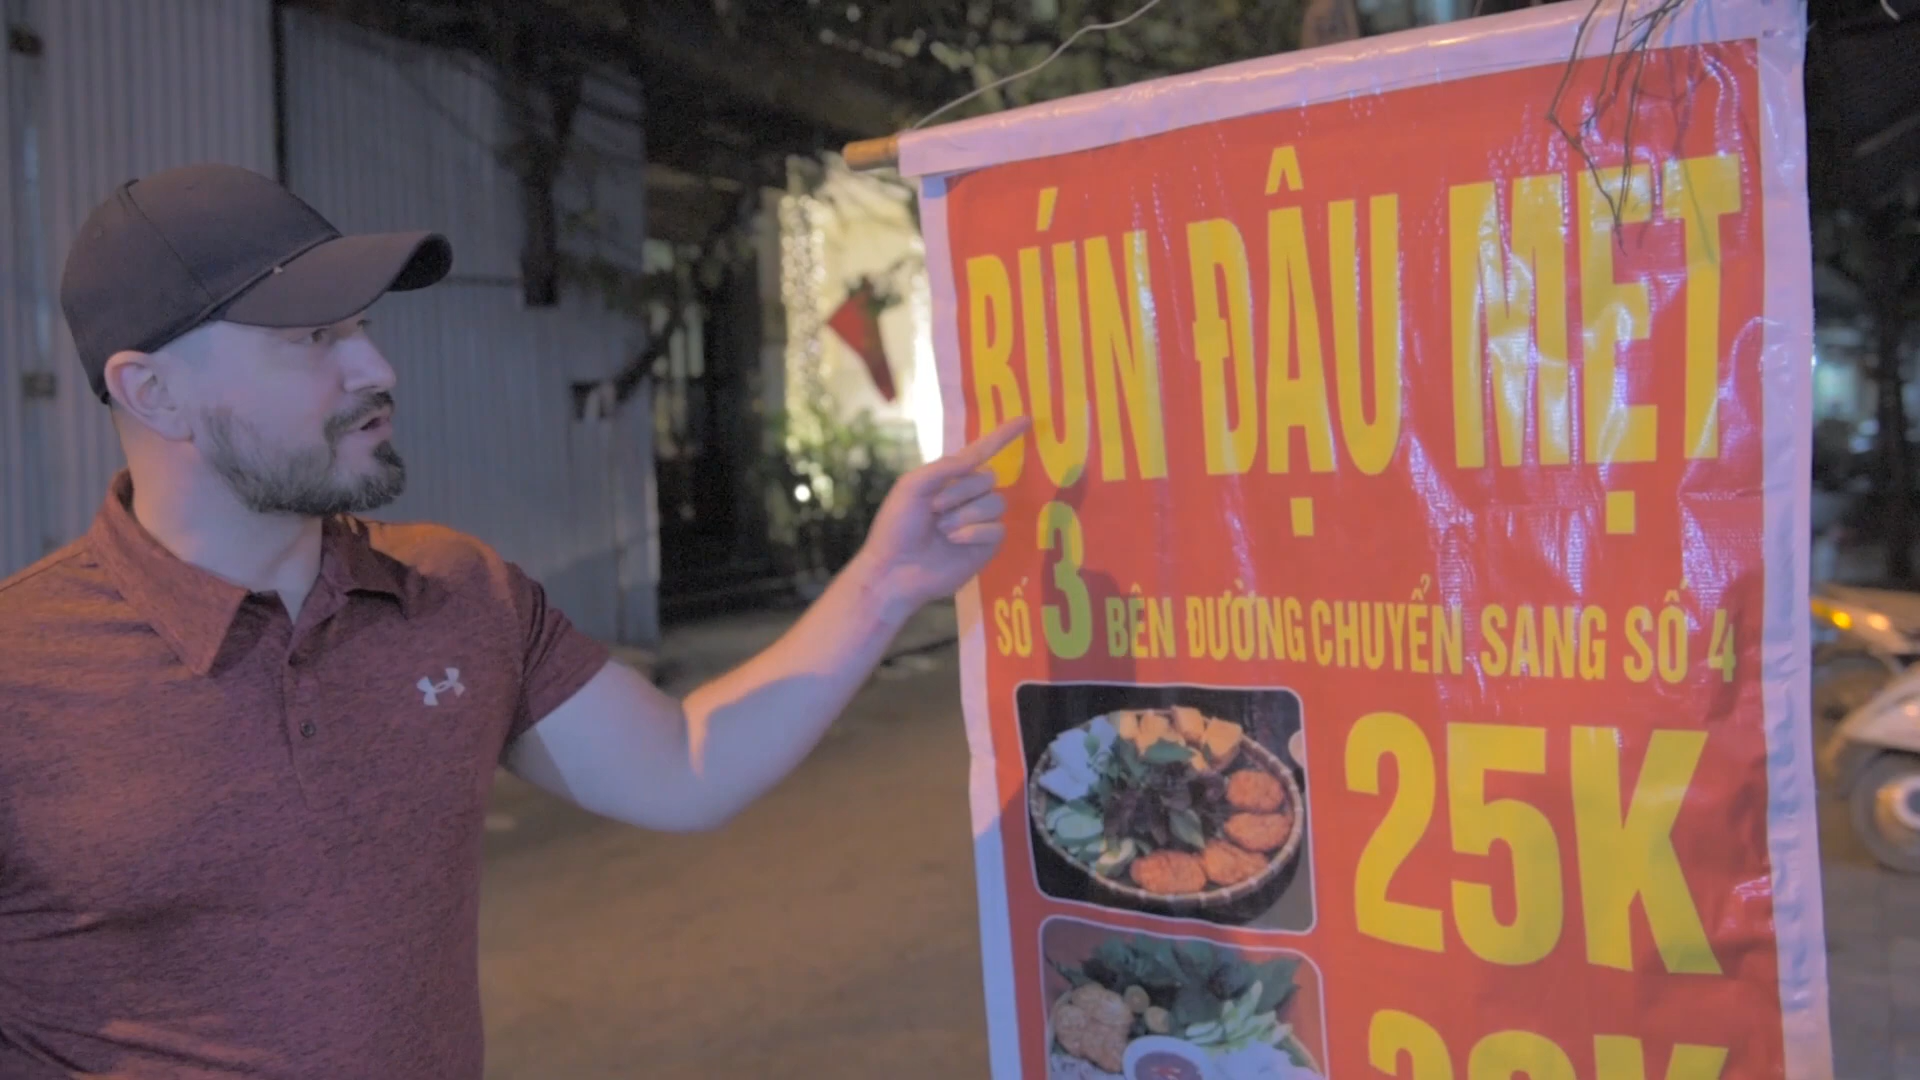 BÚN ĐẬU MẸT
SỐ 3 BÊN ĐƯỜNG CHUYỂN SANG SỐ 4
25K